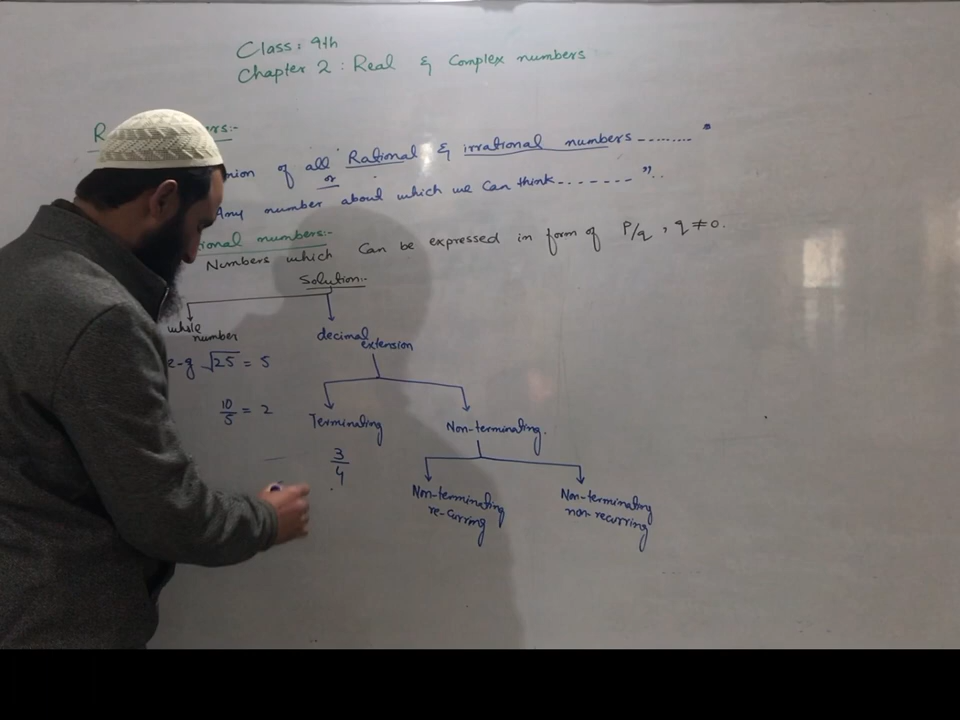 Class: 9th
Chapter 2: Real & Complex numbers
of all Rational & irrational numbers --------- "
or
Any number about which we can think------- "..
numbers:-
Numbers which Can be expressed in form of P/q , q ≠ 0.
Solution:-
whole number
decimal extension
e-g √25 = 5
10/5 = 2
Terminating
Non-terminating.
3/4
Non-terminating re-curring
Non-terminating non-recurring